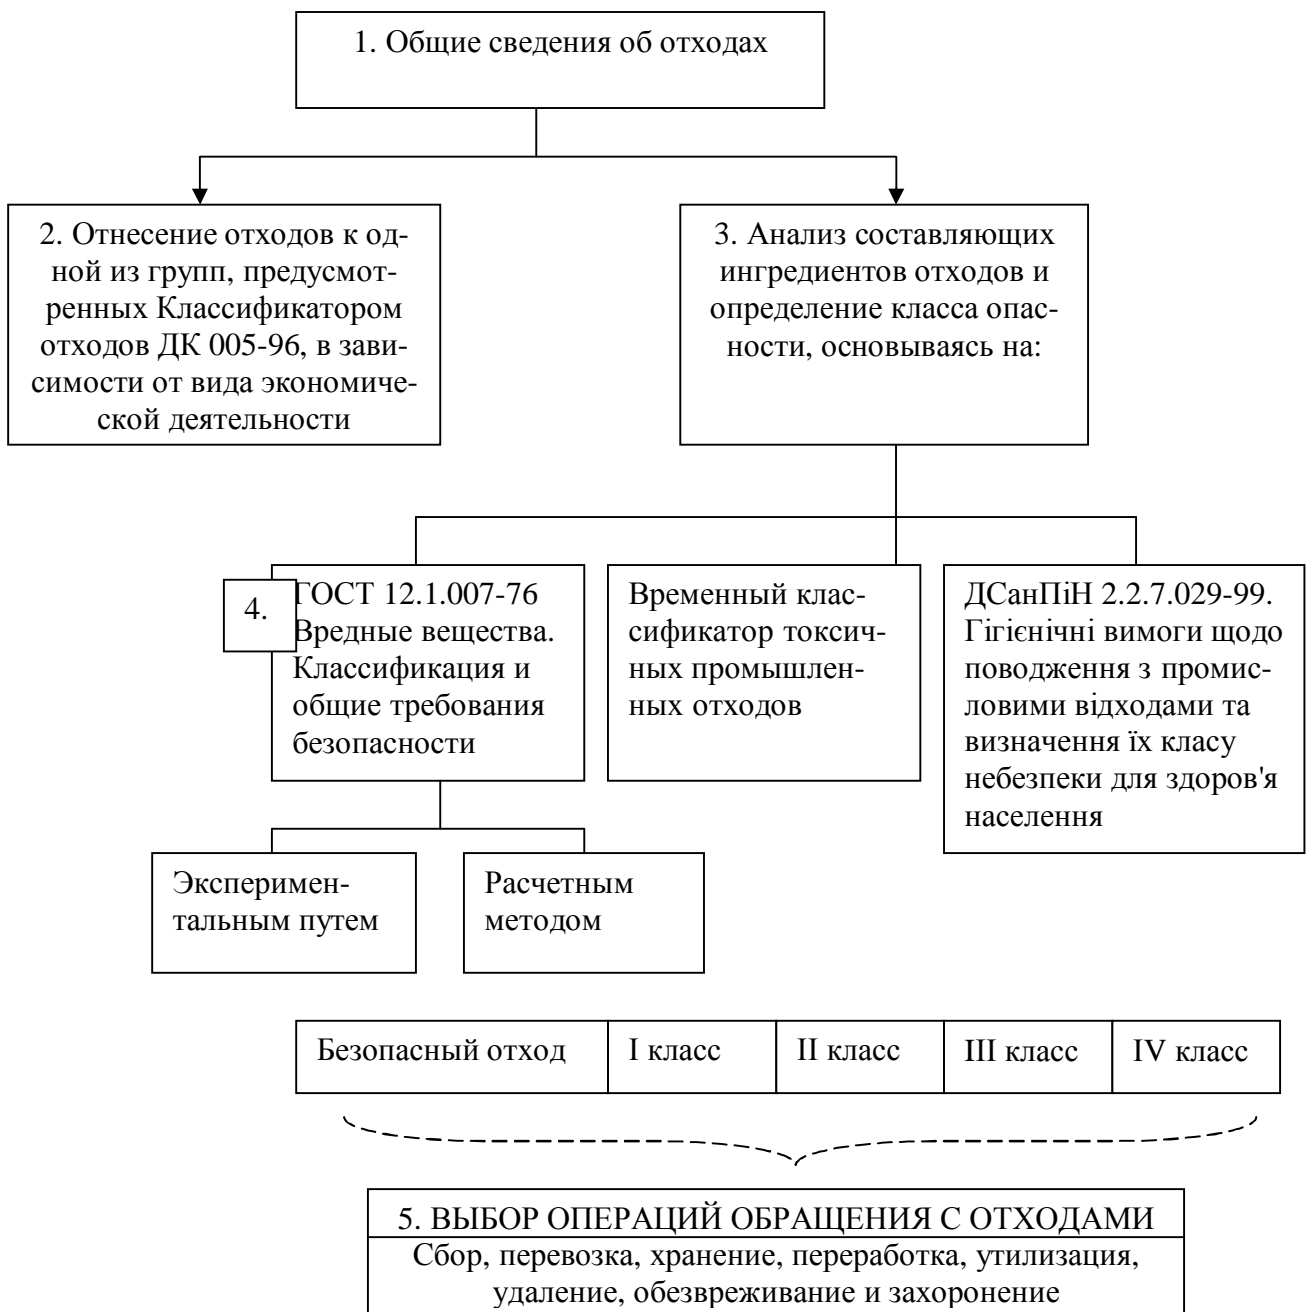 1. Общие сведения об отходах
2. Отнесение отходов к од-
ной из групп, предусмот-
ренных Классификатором
отходов ДК 005-96, в зави-
симости от вида экономиче-
ской деятельности
3. Анализ составляющих
ингредиентов отходов и
определение класса опас-
ности, основываясь на:
4.
ГОСТ 12.1.007-76
Вредные вещества.
Классификация и
общие требования
безопасности
Временный клас-
сификатор токсич-
ных промышлен-
ных отходов
ДСанПіН 2.2.7.029-99.
Гігієнічні вимоги щодо
поводження з промис-
ловими відходами та
визначення їх класу
небезпеки для здоров'я
населення
Эксперимен-
тальным путем
Расчетным
методом
Безопасный отход
I класс
II класс
III класс
IV класс
5. ВЫБОР ОПЕРАЦИЙ ОБРАЩЕНИЯ С ОТХОДАМИ
Сбор, перевозка, хранение, переработка, утилизация,
удаление, обезвреживание и захоронение